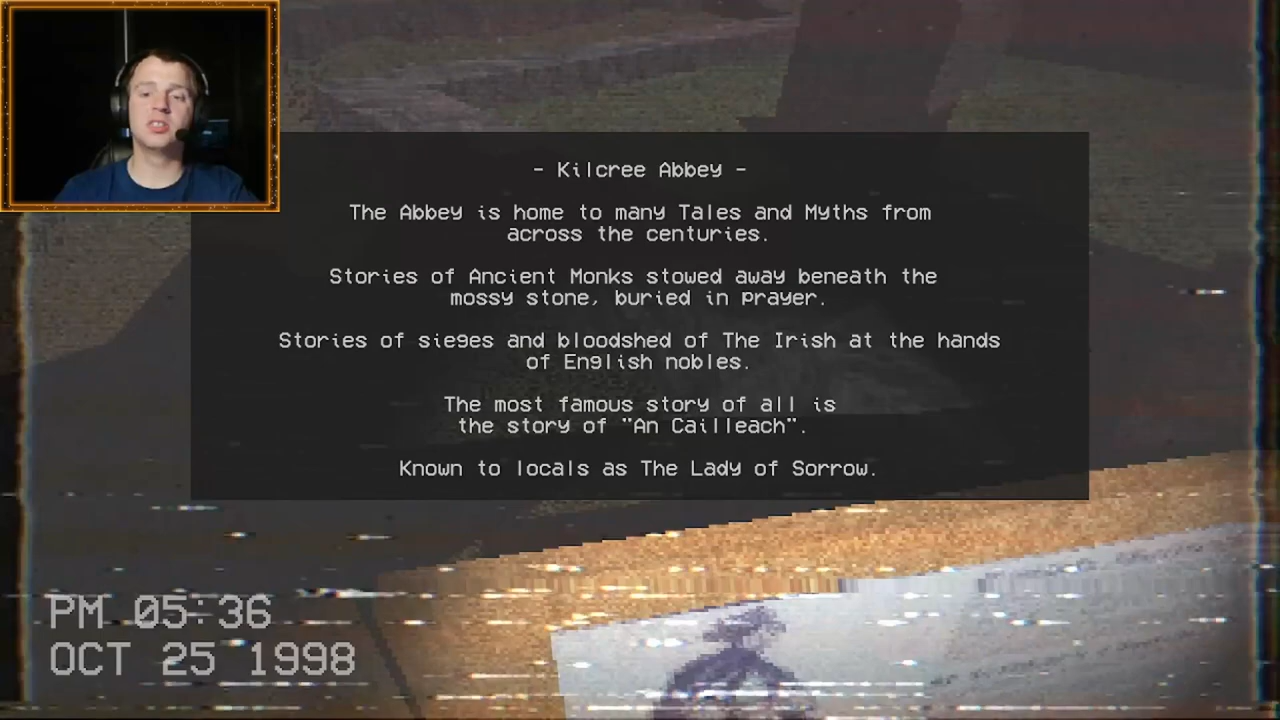 - Kilcree Abbey -
The Abbey is home to many Tales and Myths from
across the centuries.
Stories of Ancient Monks stowed away beneath the
mossy stone, buried in prayer.
Stories of sieges and bloodshed of The Irish at the hands
of English nobles.
The most famous story of all is
the story of "An Cailleach".
Known to locals as The Lady of Sorrow.
PM 05:36
OCT 25 1998